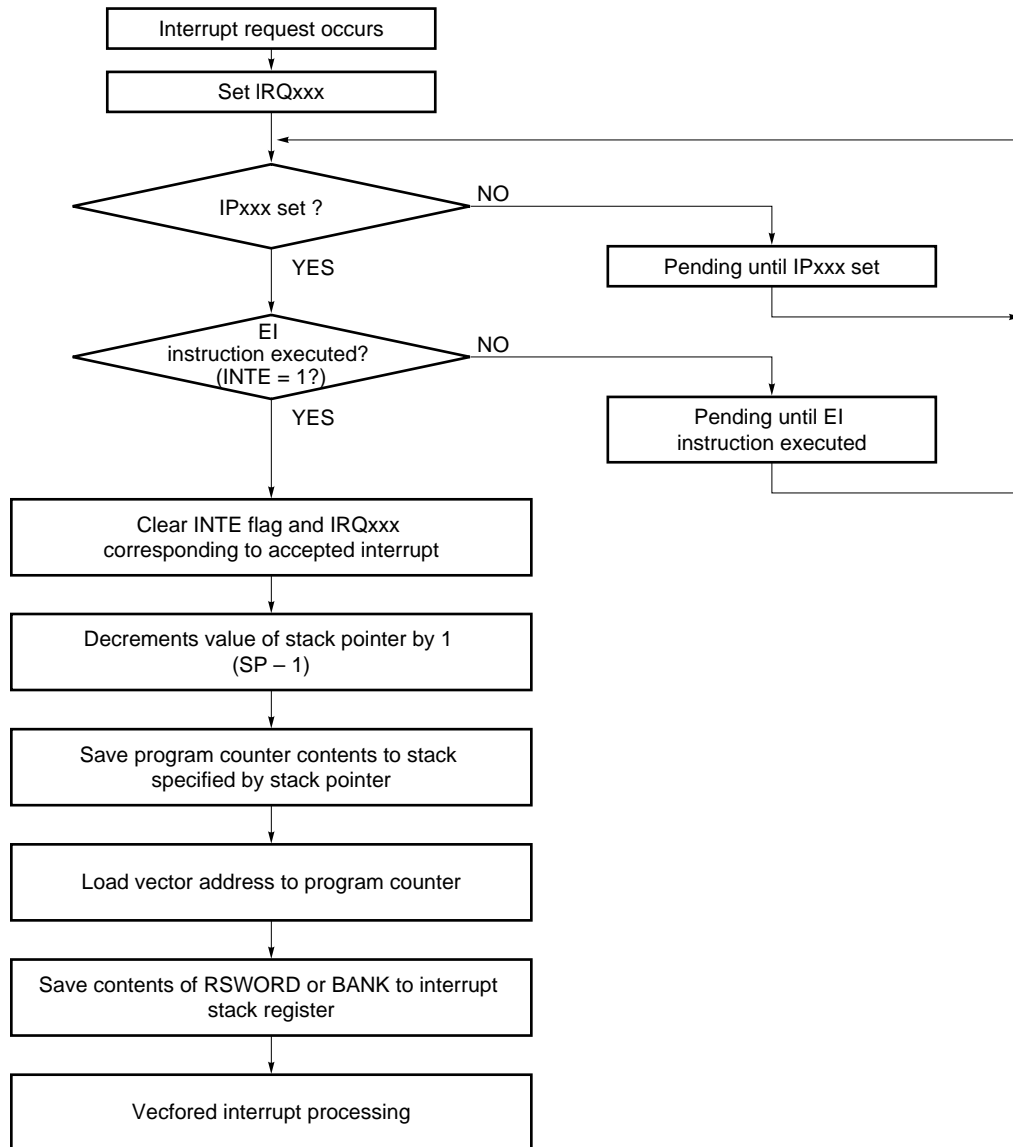 Interrupt request occurs
Set IRQxxx
IPxxx set ?
NO
YES
Pending until IPxxx set
EI
instruction executed?
(INTE = 1?)
NO
YES
Pending until EI
instruction executed
Clear INTE flag and IRQxxx
corresponding to accepted interrupt
Decrements value of stack pointer by 1
(SP – 1)
Save program counter contents to stack
specified by stack pointer
Load vector address to program counter
Save contents of RSWORD or BANK to interrupt
stack register
Vecfored interrupt processing